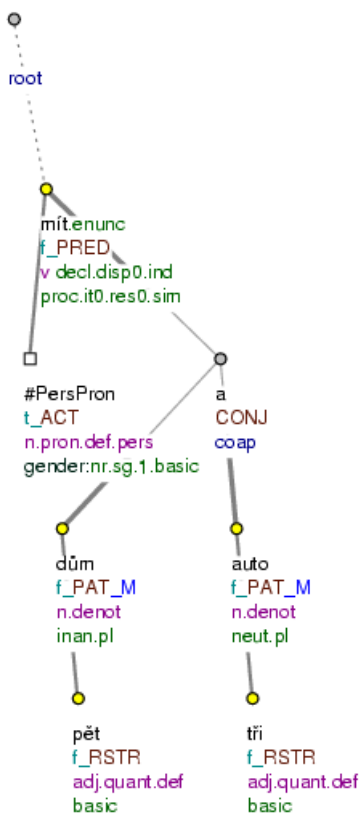 root
mít.enunc
f_PRED
v decl.disp0.ind
proc.it0.res0.sim
#PersPron
t_ACT
n.pron.def.pers
gender:nr.sg.1.basic
a
CONJ
coap
dům
f_PAT_M
n.denot
inan.pl
auto
f_PAT_M
n.denot
neut.pl
pět
f_RSTR
adj.quant.def
basic
tři
f_RSTR
adj.quant.def
basic